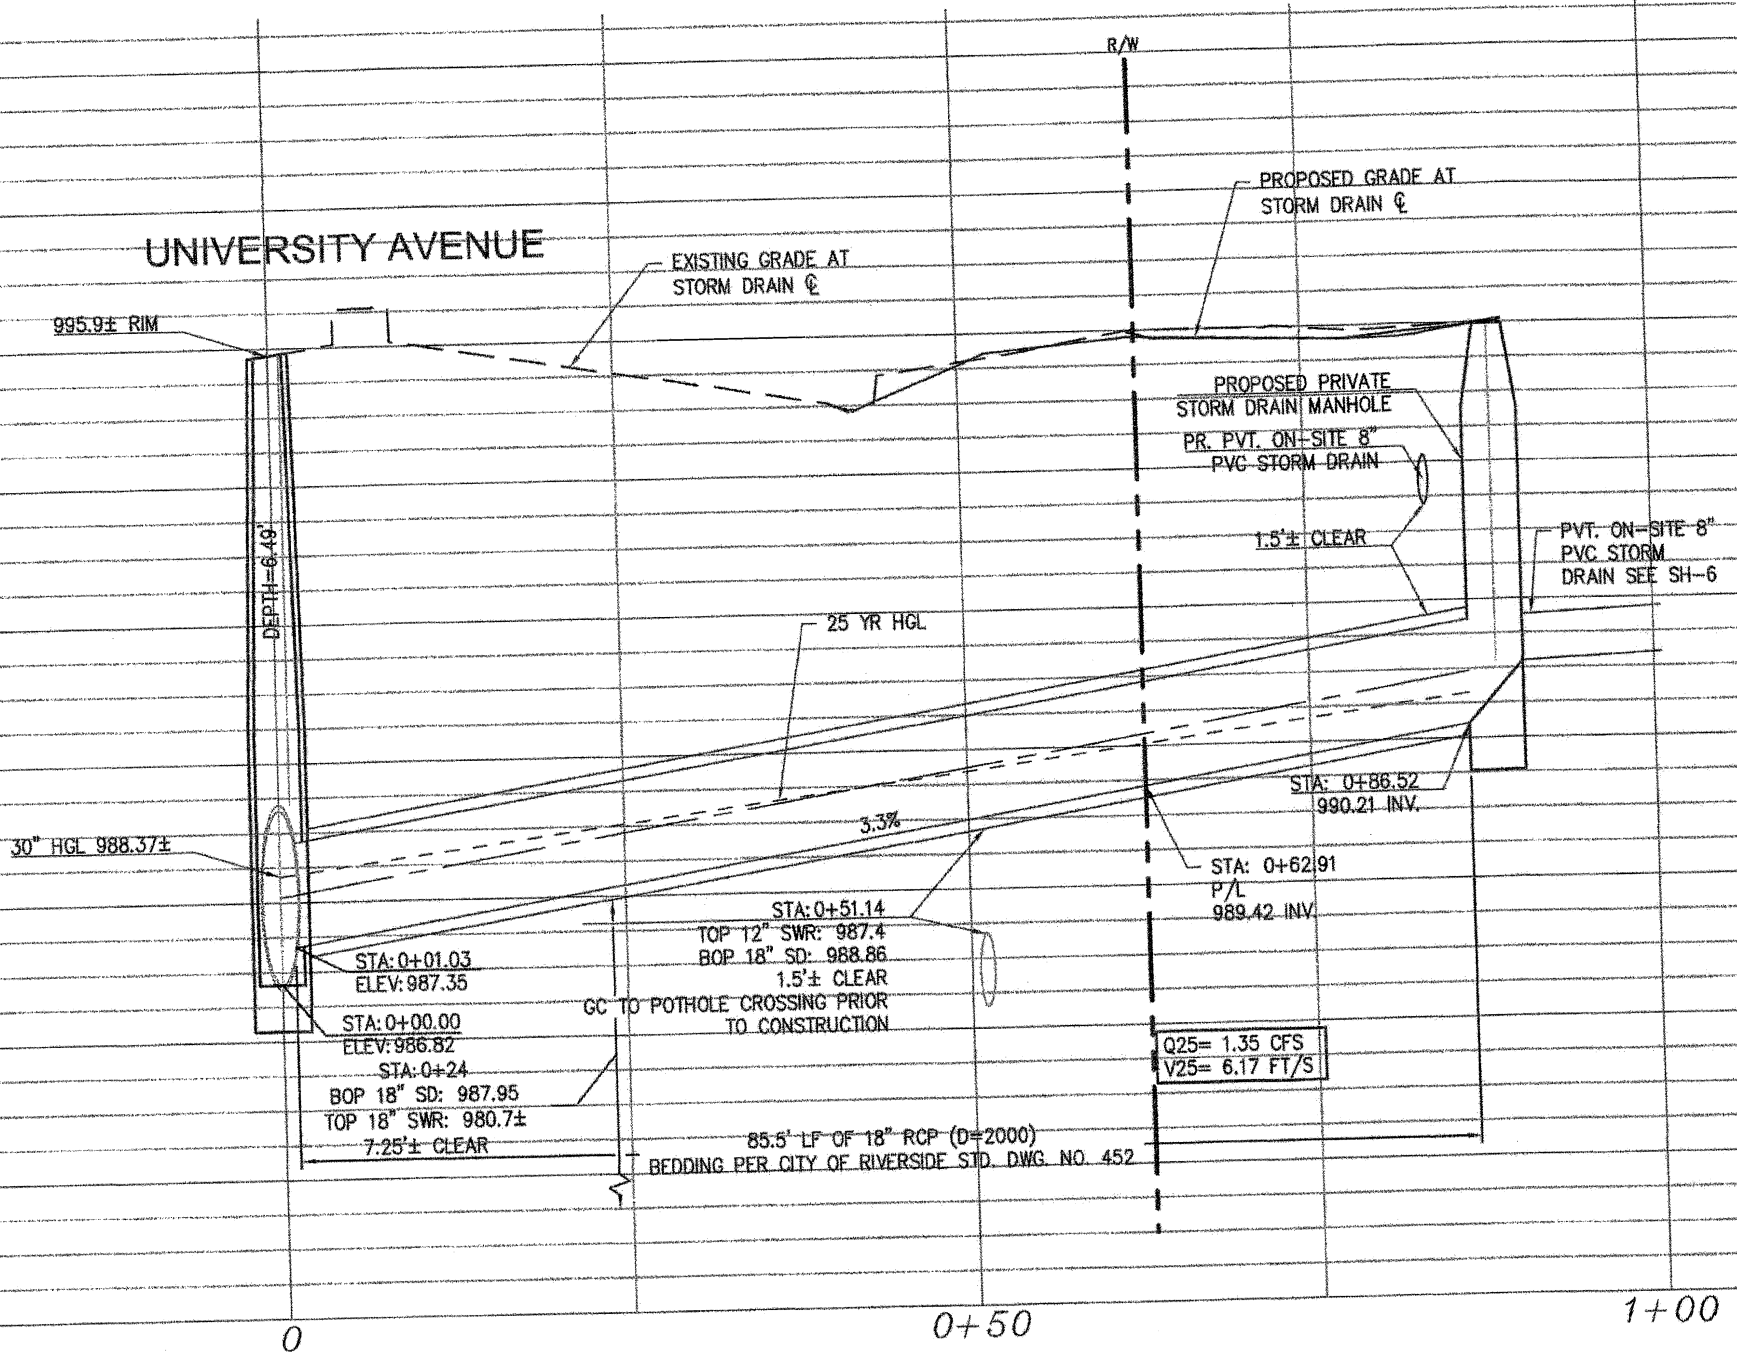 R/W
PROPOSED GRADE AT
STORM DRAIN ℄
UNIVERSITY AVENUE
EXISTING GRADE AT
STORM DRAIN ℄
995.9± RIM
PROPOSED PRIVATE
STORM DRAIN MANHOLE
PR. PVT. ON-SITE 8"
PVC STORM DRAIN
1.5'± CLEAR
PVT. ON-SITE 8"
PVC STORM
DRAIN SEE SH-6
DEPTH=6.49'
25 YR HGL
30" HGL 988.37±
3.3%
STA: 0+86.52
990.21 INV.
STA: 0+62.91
P/L
989.42 INV.
STA: 0+51.14
TOP 12" SWR: 987.4
BOP 18" SD: 988.86
1.5'± CLEAR
GC TO POTHOLE CROSSING PRIOR
TO CONSTRUCTION
STA: 0+01.03
ELEV: 987.35
STA: 0+00.00
ELEV: 986.82
STA: 0+24
BOP 18" SD: 987.95
TOP 18" SWR: 980.7±
7.25'± CLEAR
Q25= 1.35 CFS
V25= 6.17 FT/S
85.5' LF OF 18" RCP (D=2000)
BEDDING PER CITY OF RIVERSIDE STD. DWG. NO. 452
0
0+50
1+00